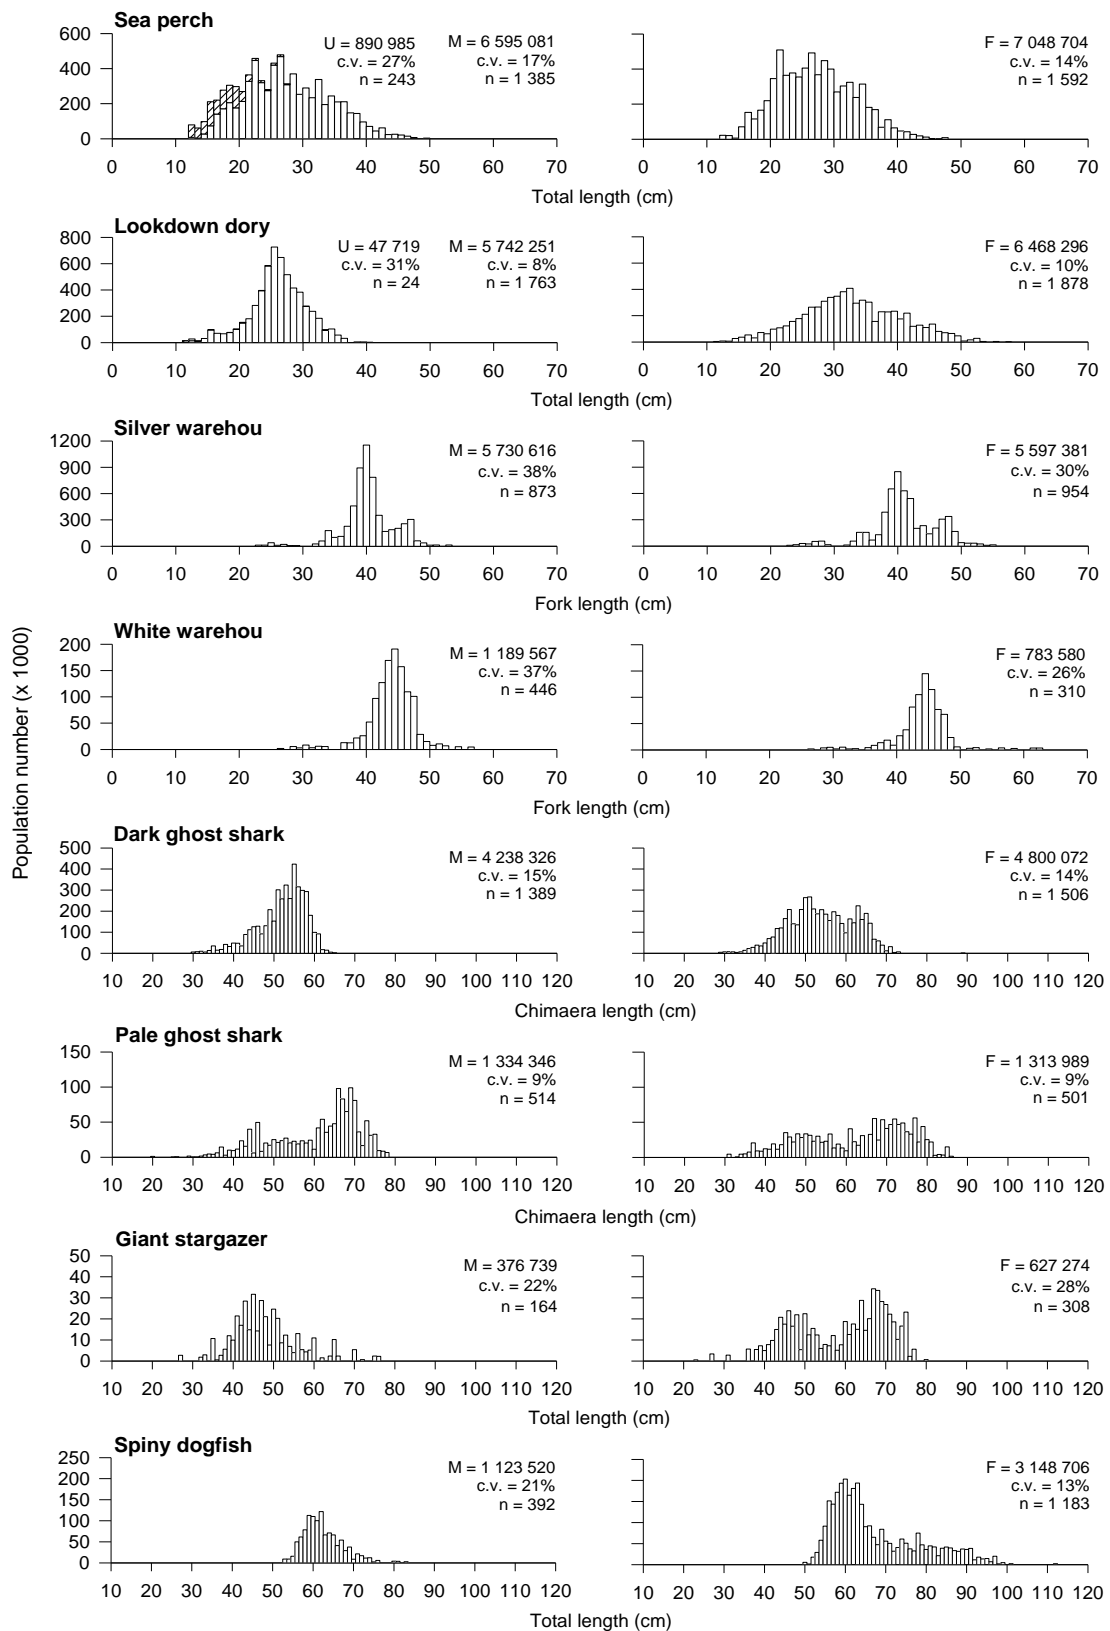 Population number (x 1000)
Sea perch
600
400
200
0
U = 890 985
c.v. = 27%
n = 243
M = 6 595 081
c.v. = 17%
n = 1 385
F = 7 048 704
c.v. = 14%
n = 1 592
0 10 20 30 40 50 60 70
0 10 20 30 40 50 60 70
Total length (cm)
Lookdown dory
800
600
400
200
0
U = 47 719
c.v. = 31%
n = 24
M = 5 742 251
c.v. = 8%
n = 1 763
F = 6 468 296
c.v. = 10%
n = 1 878
0 10 20 30 40 50 60 70
0 10 20 30 40 50 60 70
Total length (cm)
Silver warehou
1200
900
600
300
0
M = 5 730 616
c.v. = 38%
n = 873
F = 5 597 381
c.v. = 30%
n = 954
0 10 20 30 40 50 60 70
0 10 20 30 40 50 60 70
Fork length (cm)
White warehou
200
150
100
50
0
M = 1 189 567
c.v. = 37%
n = 446
F = 783 580
c.v. = 26%
n = 310
0 10 20 30 40 50 60 70
0 10 20 30 40 50 60 70
Fork length (cm)
Dark ghost shark
500
400
300
200
100
0
M = 4 238 326
c.v. = 15%
n = 1 389
F = 4 800 072
c.v. = 14%
n = 1 506
10 20 30 40 50 60 70 80 90 100 110 120
10 20 30 40 50 60 70 80 90 100 110 120
Chimaera length (cm)
Pale ghost shark
150
100
50
0
M = 1 334 346
c.v. = 9%
n = 514
F = 1 313 989
c.v. = 9%
n = 501
10 20 30 40 50 60 70 80 90 100 110 120
10 20 30 40 50 60 70 80 90 100 110 120
Chimaera length (cm)
Giant stargazer
50
40
30
20
10
0
M = 376 739
c.v. = 22%
n = 164
F = 627 274
c.v. = 28%
n = 308
10 20 30 40 50 60 70 80 90 100 110 120
10 20 30 40 50 60 70 80 90 100 110 120
Total length (cm)
Spiny dogfish
250
200
150
100
50
0
M = 1 123 520
c.v. = 21%
n = 392
F = 3 148 706
c.v. = 13%
n = 1 183
10 20 30 40 50 60 70 80 90 100 110 120
10 20 30 40 50 60 70 80 90 100 110 120
Total length (cm)